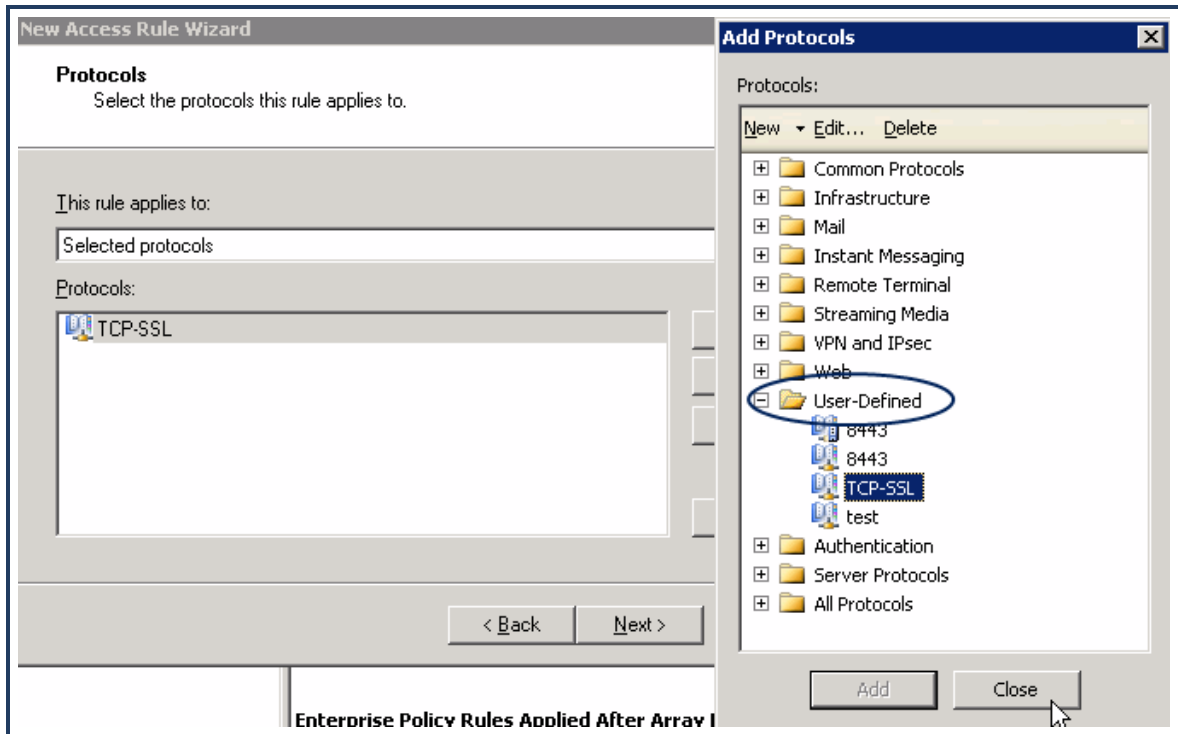 New Access Rule Wizard
Protocols
Select the protocols this rule applies to.
This rule applies to:
Selected protocols
Protocols:
TCP-SSL
< Back
Next >
Enterprise Policy Rules Applied After Array
Add Protocols
Protocols:
New Edit... Delete
Common Protocols
Infrastructure
Mail
Instant Messaging
Remote Terminal
Streaming Media
VPN and IPsec
Web
User-Defined
8443
8443
TCP-SSL
test
Authentication
Server Protocols
All Protocols
Add
Close